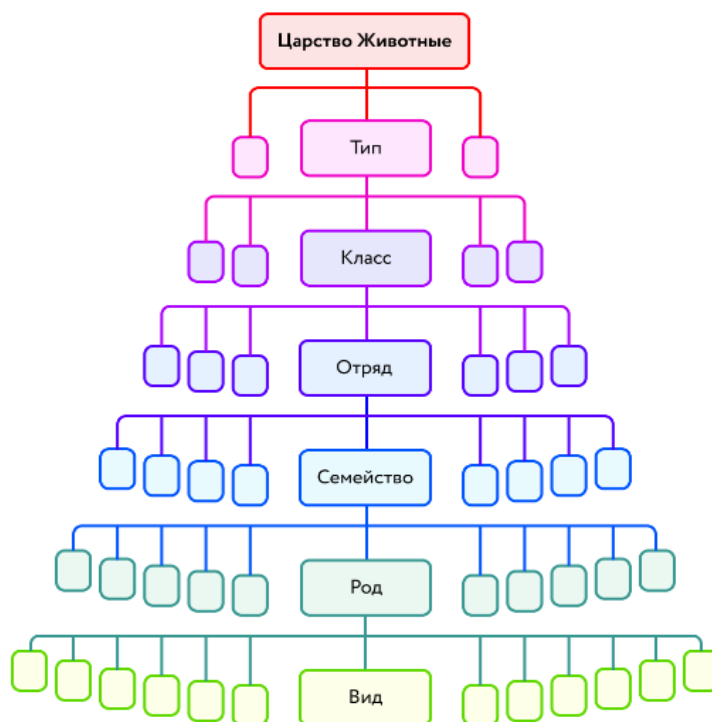 Царство Животные
Тип
Класс
Отряд
Семейство
Род
Вид